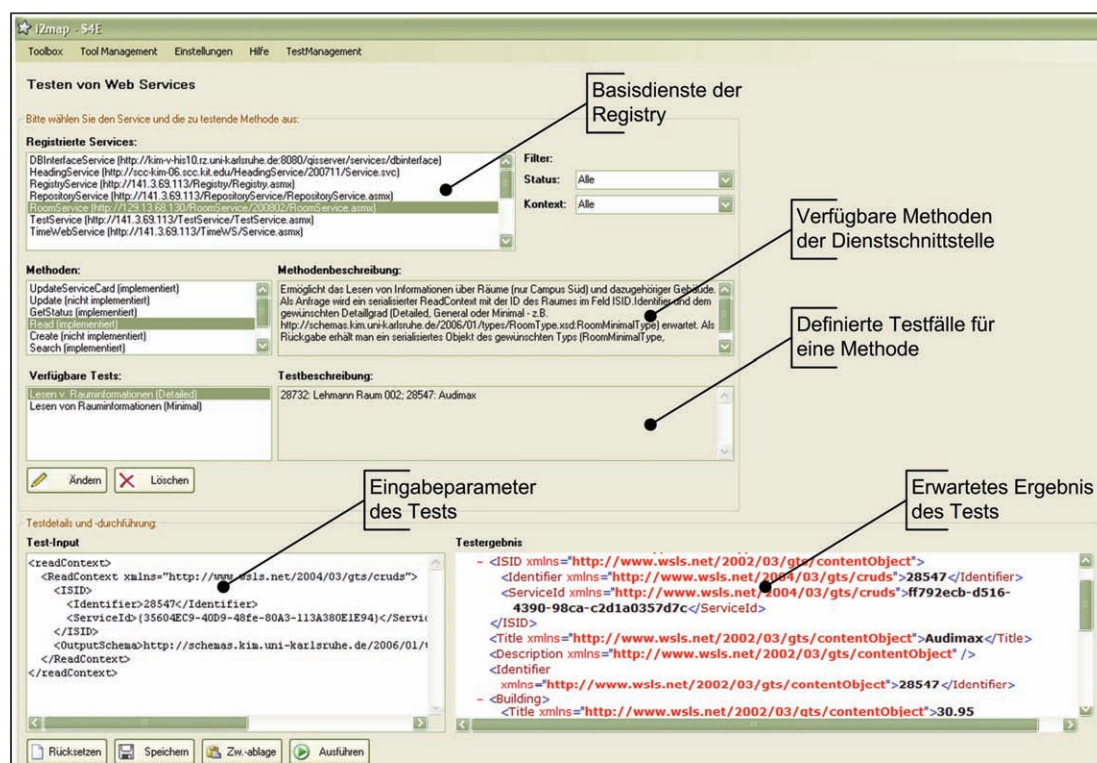 i2map - S4E
Toolbox Tool Management Einstellungen Hilfe TestManagement
Testen von Web Services
Basisdienste der
Registry
Bitte wählen Sie den Service und die zu testende Methode aus:
Registrierte Services:
DBInterfaceService (http://kim-v-his10.rz.uni-karlsruhe.de:8080/qisserver/services/dbinterface)
HeadingService (http://scc-kim-06.scc.kit.edu/HeadingService/200711/Service.svc)
RegistryService (http://141.3.69.113/Registry/Registry.asmx)
RepositoryService (http://141.3.69.113/RepositoryService/RepositoryService.asmx)
RoomService (http://129.13.68.130/RoomService/200802/RoomService.asmx)
TestService (http://141.3.69.113/TestService/TestService.asmx)
TimeWebService (http://141.3.69.113/TimeWS/Service.asmx)
Filter:
Status: Alle
Kontext: Alle
Verfügbare Methoden
der Dienstschnittstelle
Methoden:
UpdateServiceCard (implementiert)
Update (nicht implementiert)
GetStatus (implementiert)
Read (implementiert)
Create (nicht implementiert)
Search (implementiert)
Methodenbeschreibung:
Ermöglicht das Lesen von Informationen über Räume (nur Campus Süd) und dazugehöriger Gebäude.
Als Anfrage wird ein serialisierter ReadContext mit der ID des Raumes im Feld ISID.Identifier und dem
gewünschten Detaillgrad (Detailed, General oder Minimal - z.B.
http://schemas.kim.uni-karlsruhe.de/2006/01/types/RoomType.xsd:RoomMinimalType) erwartet. Als
Rückgabe erhält man ein serialisiertes Objekt des gewünschten Typs (RoomMinimalType,
Definierte Testfälle für
eine Methode
Verfügbare Tests:
Lesen v. Rauminformationen (Detailed)
Lesen von Rauminformationen (Minimal)
Testbeschreibung:
28732: Lehmann Raum 002; 28547: Audimax
Ändern Löschen
Eingabeparameter
des Tests
Erwartetes Ergebnis
des Tests
Testdetails und -durchführung:
Test-Input
<readContext>
<ReadContext xmlns="http://www.wsls.net/2004/03/gts/cruds">
<ISID>
<Identifier>28547</Identifier>
<ServiceId>{35604EC9-40D9-48fe-80A3-113A380E1E94}</Servic
</ISID>
<OutputSchema>http://schemas.kim.uni-karlsruhe.de/2006/01/
</ReadContext>
</readContext>
Testergebnis
- <ISID xmlns="http://www.wsls.net/2002/03/gts/contentObject">
<Identifier xmlns="http://www.wsls.net/2004/03/gts/cruds">28547</Identifier>
<ServiceId xmlns="http://www.wsls.net/2004/03/gts/cruds">ff792ecb-d516-
4390-98ca-c2d1a0357d7c</ServiceId>
</ISID>
<Title xmlns="http://www.wsls.net/2002/03/gts/contentObject">Audimax</Title>
<Description xmlns="http://www.wsls.net/2002/03/gts/contentObject" />
<Identifier
xmlns="http://www.wsls.net/2002/03/gts/contentObject">28547</Identifier>
- <Building>
<Title xmlns="http://www.wsls.net/2002/03/gts/contentObject">30.95
Rücksetzen Speichern Zw.-ablage Ausführen